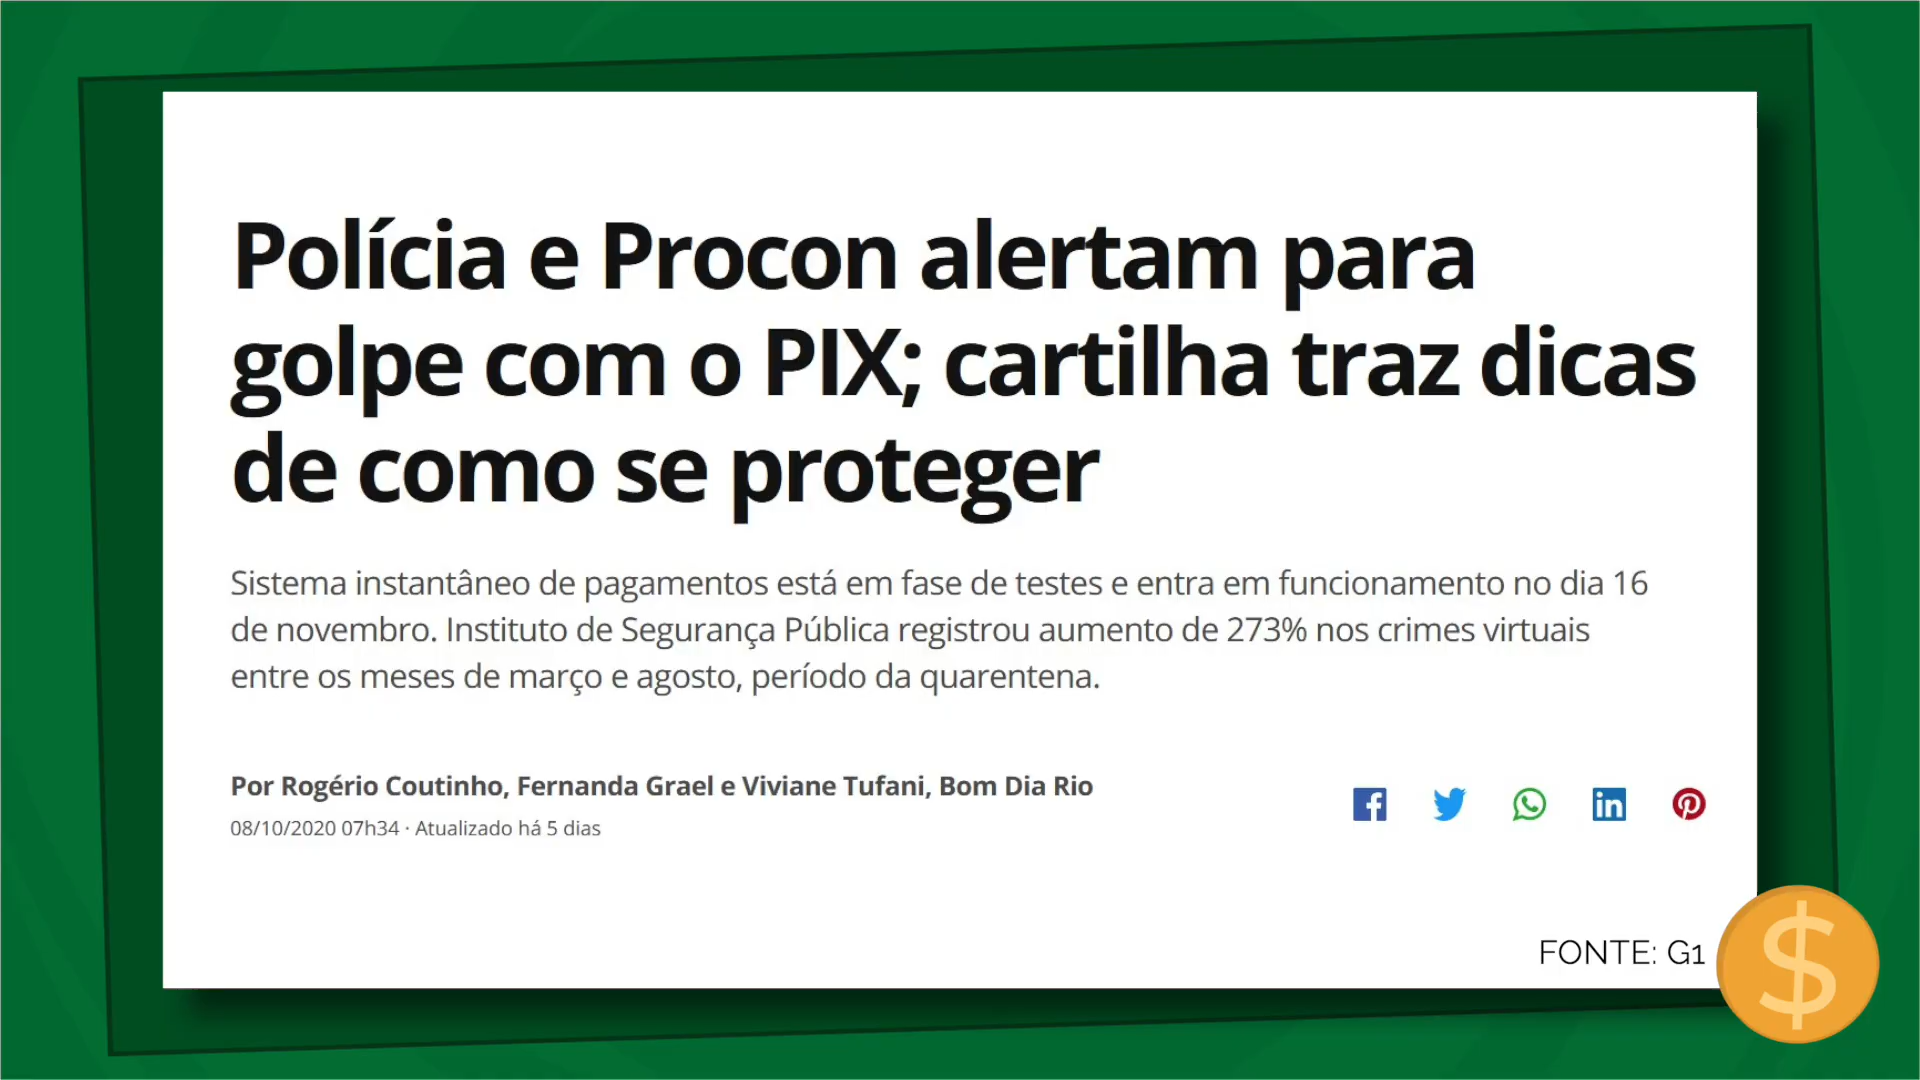 Polícia e Procon alertam para
golpe com o PIX; cartilha traz dicas
de como se proteger
Sistema instantâneo de pagamentos está em fase de testes e entra em funcionamento no dia 16
de novembro. Instituto de Segurança Pública registrou aumento de 273% nos crimes virtuais
entre os meses de março e agosto, período da quarentena.
Por Rogério Coutinho, Fernanda Grael e Viviane Tufani, Bom Dia Rio
08/10/2020 07h34 · Atualizado há 5 dias
FONTE: G1
$